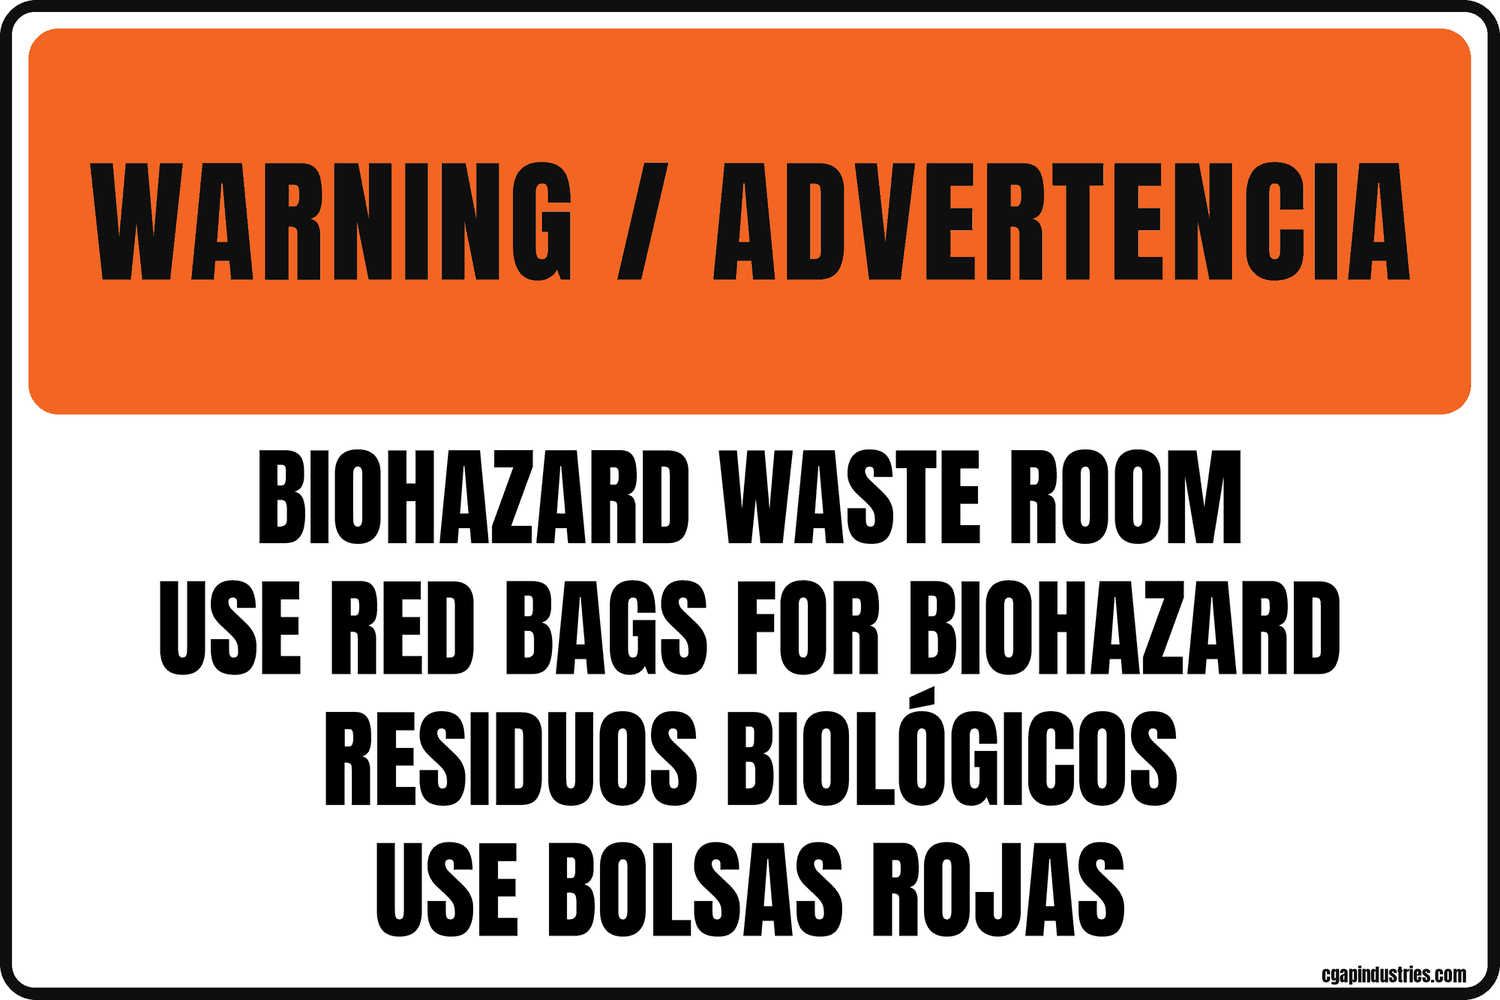 WARNING / ADVERTENCIA
BIOHAZARD WASTE ROOM
USE RED BAGS FOR BIOHAZARD
RESIDUOS BIOLÓGICOS
USE BOLSAS ROJAS
cgapindustries.com